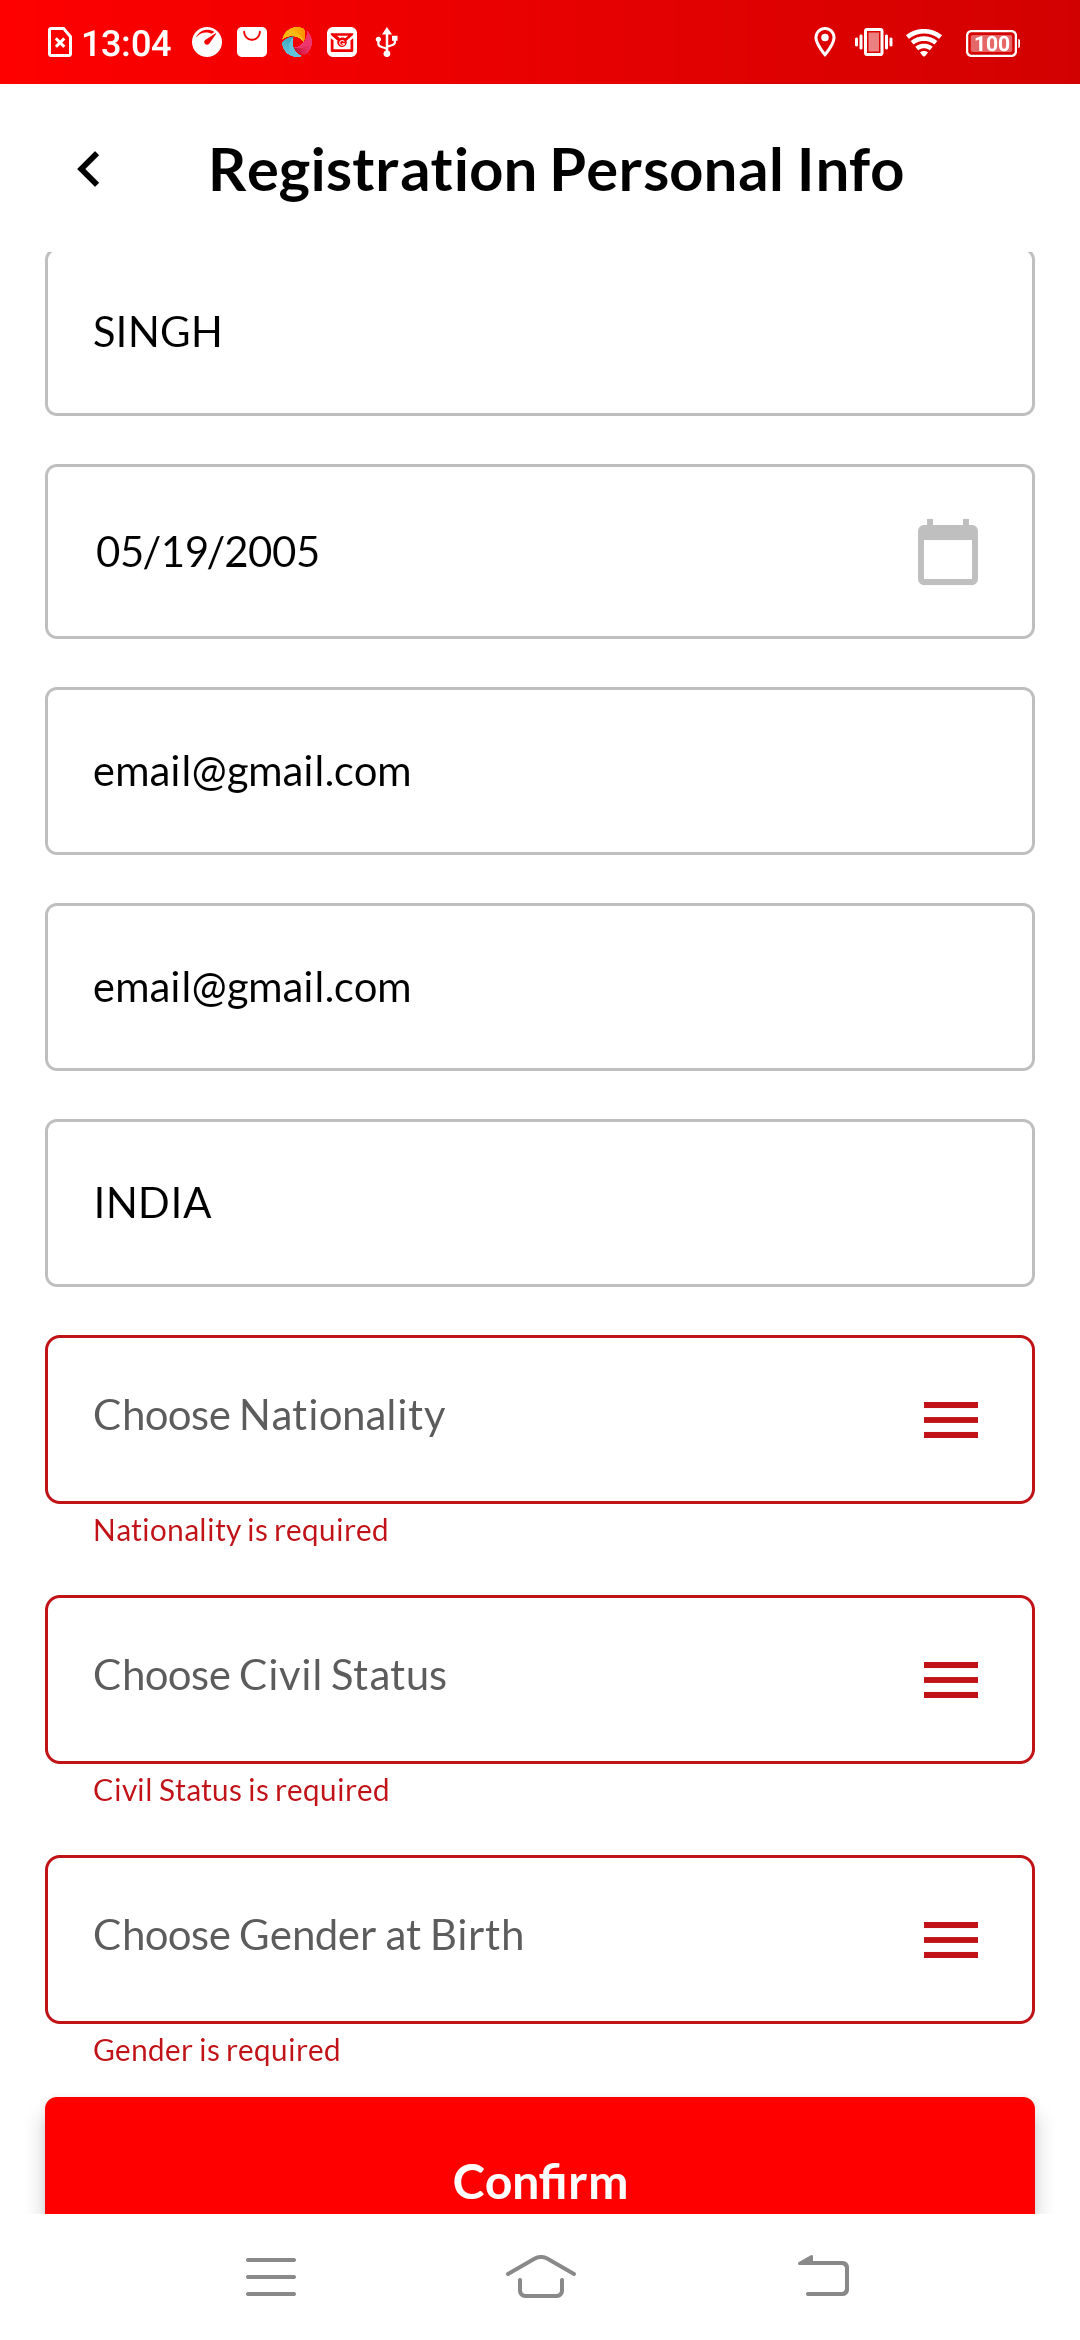 13:04
100
Registration Personal Info
SINGH
05/19/2005
email@gmail.com
email@gmail.com
INDIA
Choose Nationality
Nationality is required
Choose Civil Status
Civil Status is required
Choose Gender at Birth
Gender is required
Confirm